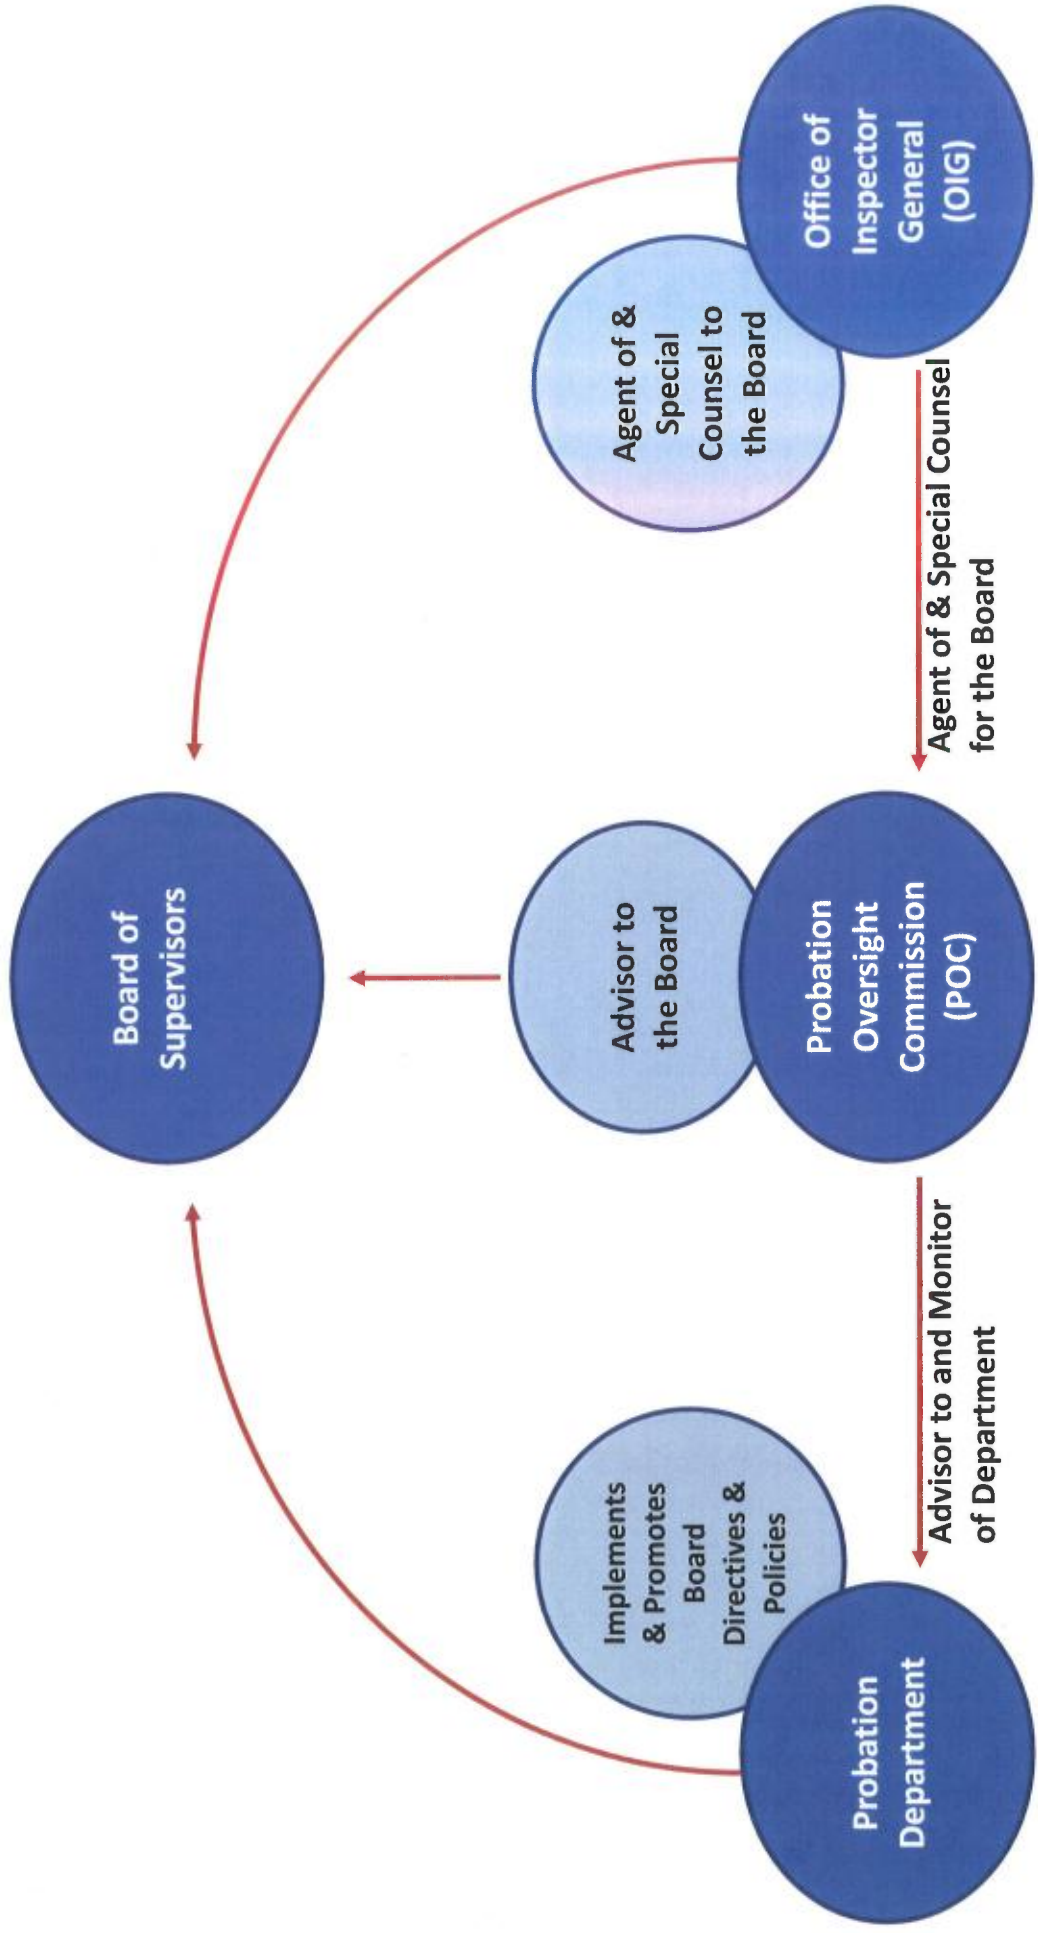 Board of
Supervisors
Implements
& Promotes
Board
Directives &
Policies
Advisor to
the Board
Agent of &
Special
Counsel to
the Board
Probation
Department
Advisor to and Monitor
of Department
Probation
Oversight
Commission
(POC)
Agent of & Special Counsel
for the Board
Office of
Inspector
General
(OIG)